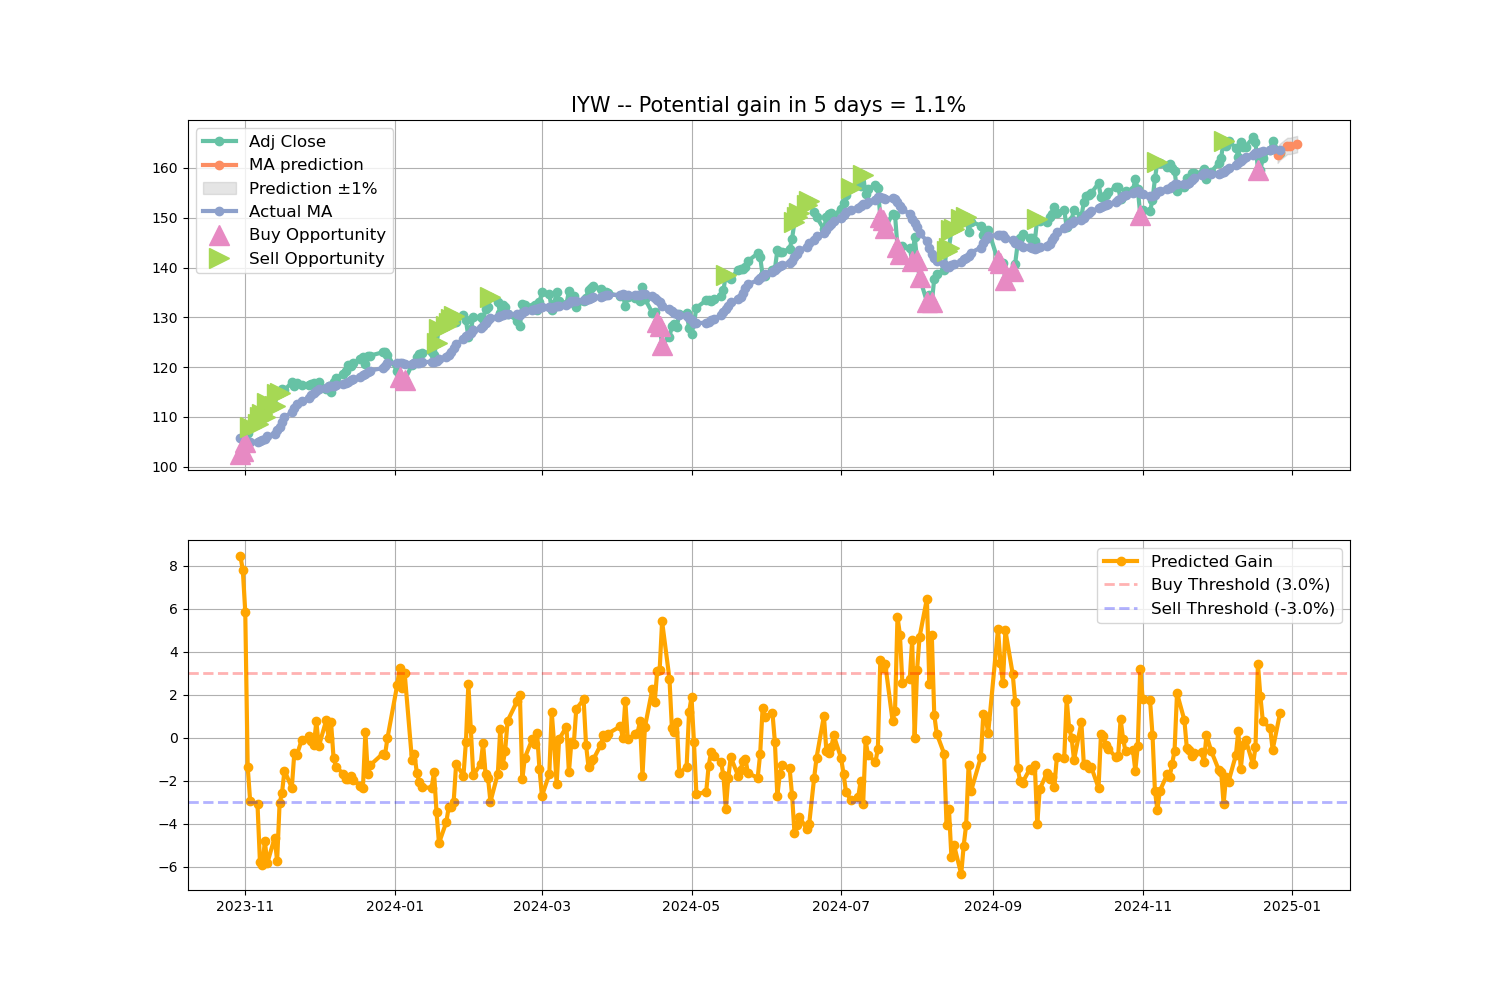 IYW -- Potential gain in 5 days = 1.1%
Adj Close
MA prediction
Prediction ±1%
Actual MA
Buy Opportunity
Sell Opportunity
160
150
140
130
120
110
100
Predicted Gain
Buy Threshold (3.0%)
Sell Threshold (-3.0%)
8
6
4
2
0
−2
−4
−6
2023-11 2024-01 2024-03 2024-05 2024-07 2024-09 2024-11 2025-01